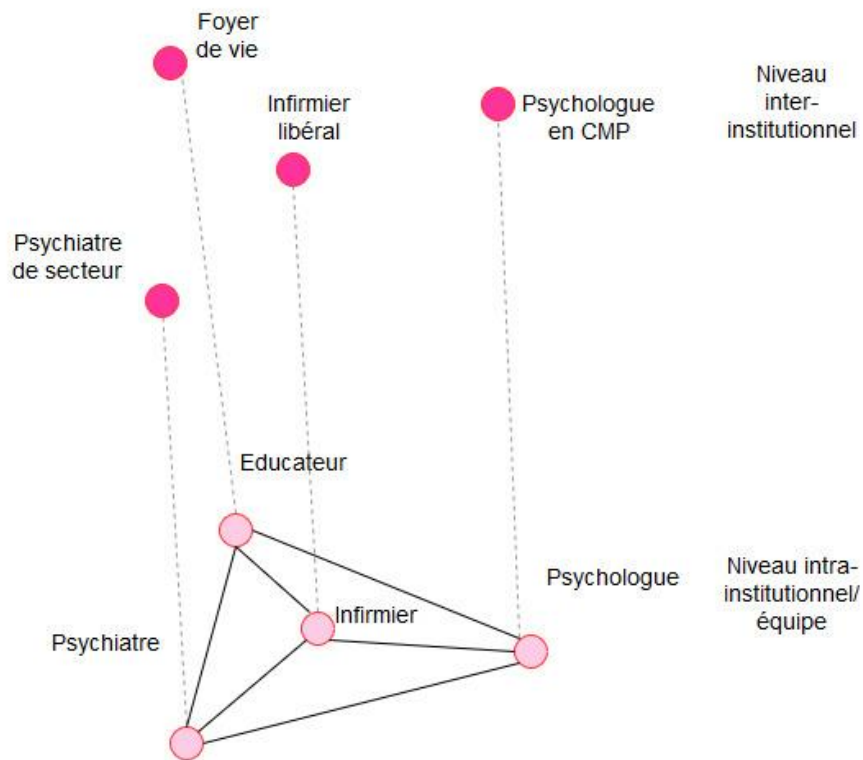 Foyer
de vie
Infirmier
libéral
Psychologue
en CMP
Niveau
inter-
institutionnel
Psychiatre
de secteur
Educateur
Psychologue
Niveau intra-
institutionnel/
équipe
Infirmier
Psychiatre